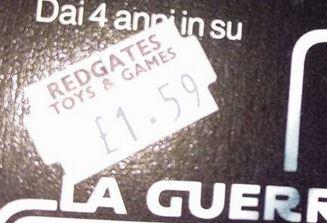 Dai 4 anni in su
REDGATES
TOYS & GAMES
£1.59
LA GUERR